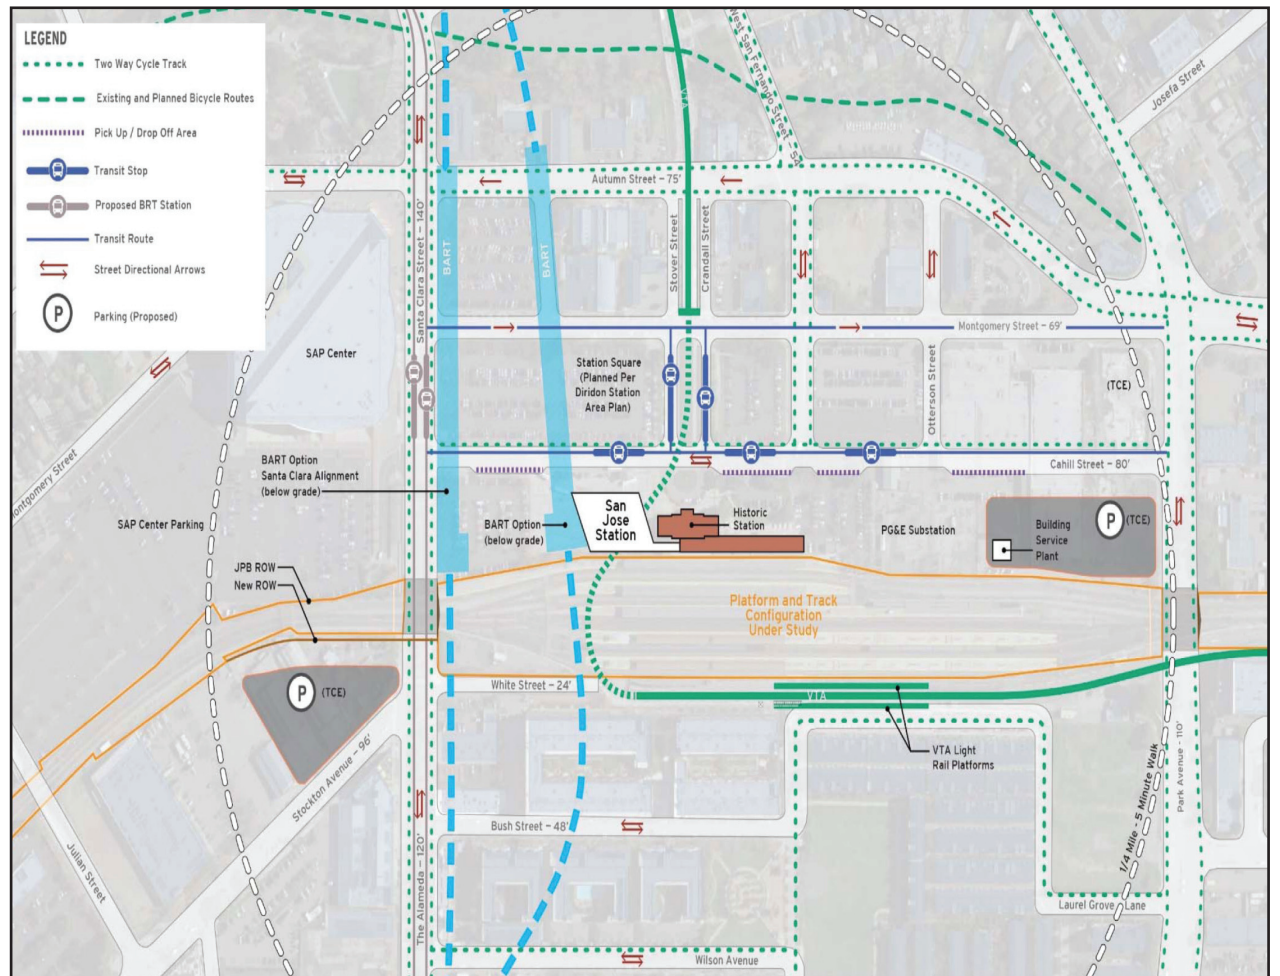 LEGEND
Two Way Cycle Track
Existing and Planned Bicycle Routes
Pick Up / Drop Off Area
Transit Stop
Proposed BRT Station
Transit Route
Street Directional Arrows
P
Parking (Proposed)
VTA
West San Fernando Street - 54'
Josefa Street
Autumn Street – 75'
Santa Clara Street - 140'
BART
BART
Stover Street
Crandall Street
Montgomery Street – 69'
SAP Center
Station Square
(Planned Per
Diridon Station
Area Plan)
Otterson Street
(TCE)
Montgomery Street
BART Option
Santa Clara Alignment
(below grade)
Cahill Street – 80'
SAP Center Parking
BART Option
(below grade)
San
Jose
Station
Historic
Station
PG&E Substation
Building
Service
Plant
P
(TCE)
JPB ROW
New ROW
Platform and Track
Configuration
Under Study
P
(TCE)
White Street – 24'
VTA
VTA Light
Rail Platforms
Stockton Avenue – 96'
Park Avenue - 110'
1/4 Mile - 5 Minute Walk
Bush Street – 48'
Julian Street
The Alameda – 120'
Laurel Grove Lane
Wilson Avenue